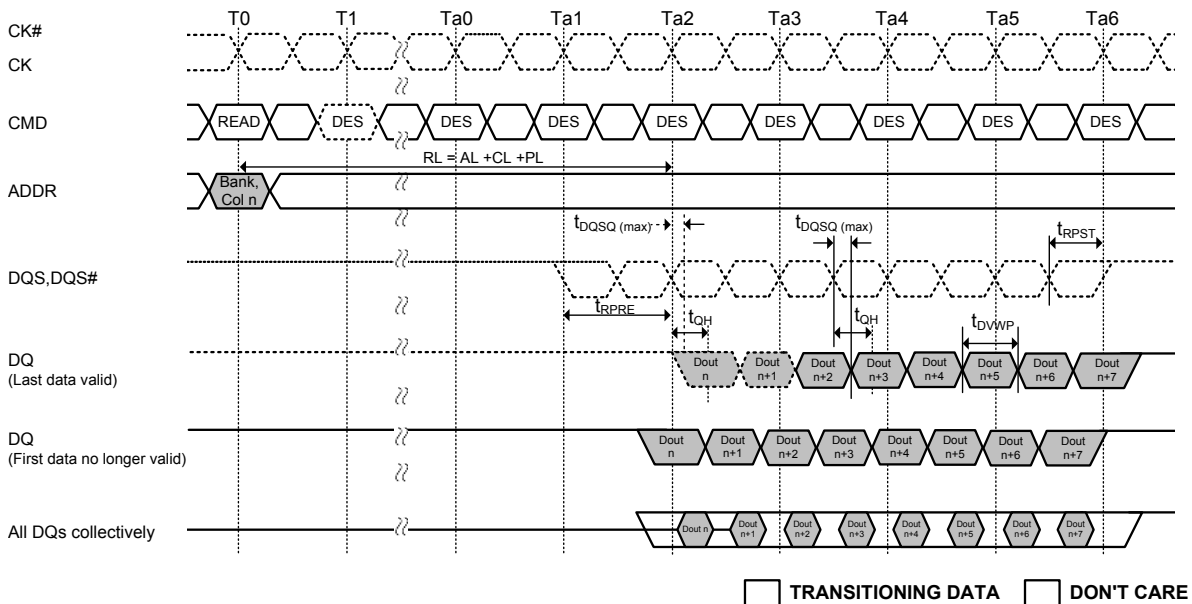 T0 T1 Ta0 Ta1 Ta2 Ta3 Ta4 Ta5 Ta6
CK#
CK
CMD
READ DES DES DES DES DES DES DES DES
RL = AL +CL +PL
ADDR
Bank,
Col n
tDQSQ (max) tDQSQ (max) tRPST
DQS,DQS#
tRPRE tQH tQH tDVWP
DQ
(Last data valid)
Dout n Dout n+1 Dout n+2 Dout n+3 Dout n+4 Dout n+5 Dout n+6 Dout n+7
DQ
(First data no longer valid)
Dout n Dout n+1 Dout n+2 Dout n+3 Dout n+4 Dout n+5 Dout n+6 Dout n+7
All DQs collectively
Dout n Dout n+1 Dout n+2 Dout n+3 Dout n+4 Dout n+5 Dout n+6 Dout n+7
TRANSITIONING DATA DON'T CARE